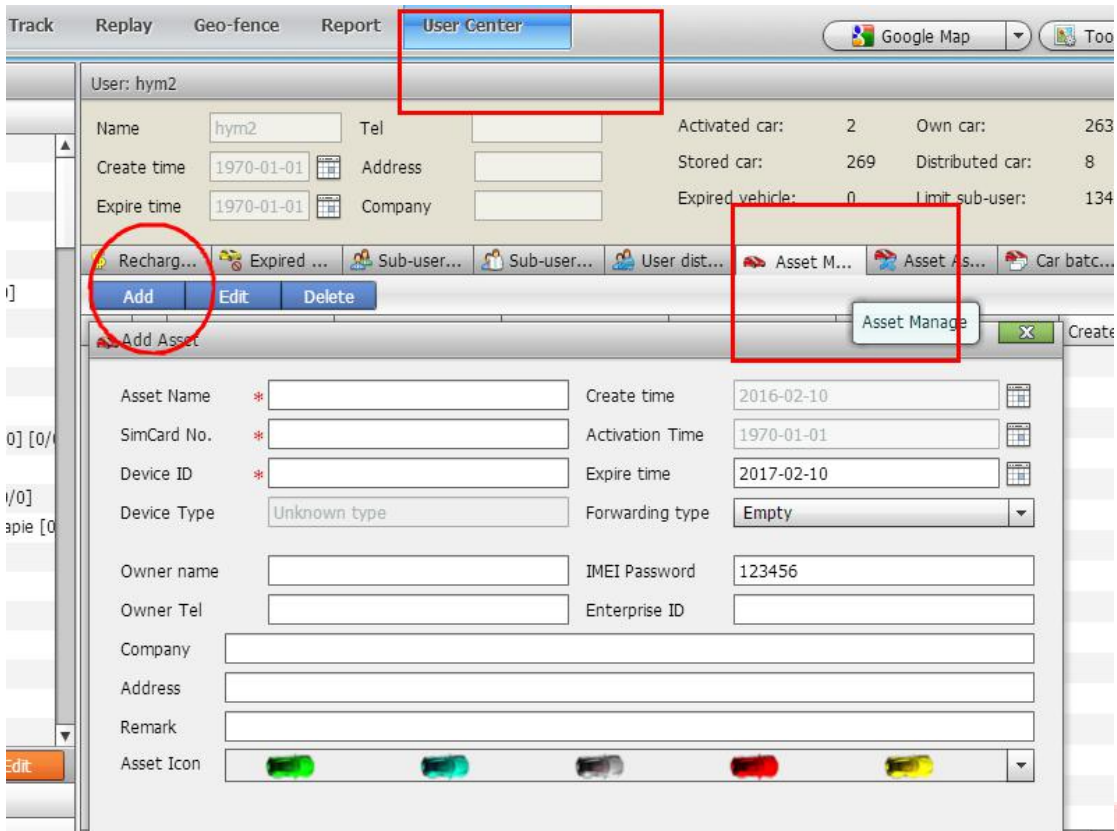 Track Replay Geo-fence Report User Center Google Map Too
User: hym2
Name hym2 Tel Activated car: 2 Own car: 263
Create time 1970-01-01 Address Stored car: 269 Distributed car: 8
Expire time 1970-01-01 Company Expired vehicle: 0 Limit sub-user: 134
Recharg... Expired ... Sub-user... Sub-user... User dist... Asset M... Asset As... Car batc...
]
Add Edit Delete
Asset Manage
Add Asset Create
Asset Name * Create time 2016-02-10
0] [0/ SimCard No. * Activation Time 1970-01-01
Device ID * Expire time 2017-02-10
/0]
Device Type Unknown type Forwarding type Empty
apie [0
Owner name IMEI Password 123456
Owner Tel Enterprise ID
Company
Address
Remark
Edit Asset Icon